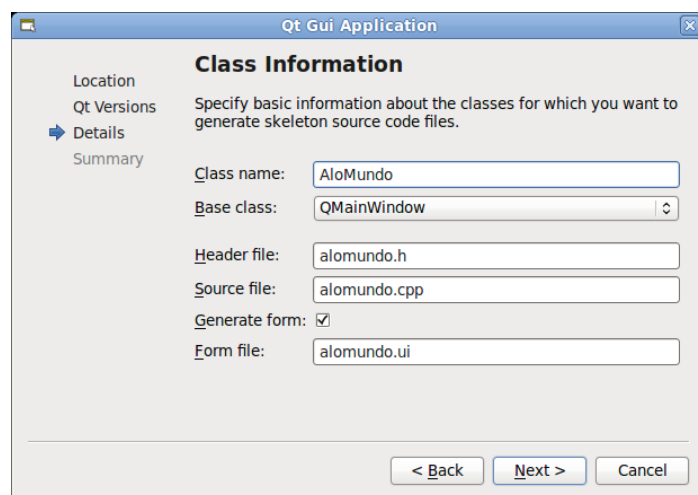 Qt Gui Application
Location
Qt Versions
Details
Summary
Class Information
Specify basic information about the classes for which you want to
generate skeleton source code files.
Class name: AloMundo
Base class: QMainWindow
Header file: alomundo.h
Source file: alomundo.cpp
Generate form:
Form file: alomundo.ui
< Back Next > Cancel